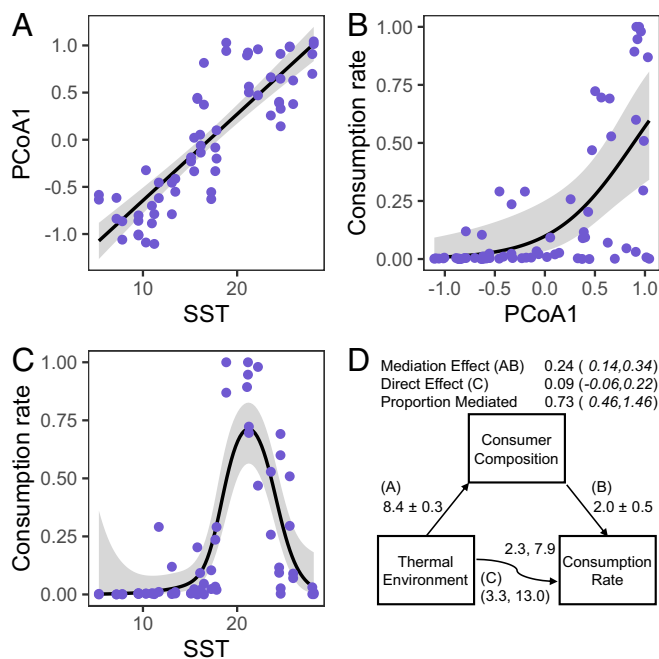 A
1.0
0.5
0.0
-0.5
-1.0
PCoA1
10
20
SST
B
1.00
0.75
0.50
0.25
0.00
Consumption rate
-1.0
-0.5
0.0
0.5
1.0
PCoA1
C
1.00
0.75
0.50
0.25
0.00
Consumption rate
10
20
SST
D
Mediation Effect (AB) 0.24 ( 0.14,0.34)
Direct Effect (C) 0.09 (-0.06,0.22)
Proportion Mediated 0.73 ( 0.46,1.46)
Consumer
Composition
(A)
8.4 ± 0.3
(B)
2.0 ± 0.5
Thermal
Environment
2.3, 7.9
(C)
(3.3, 13.0)
Consumption
Rate